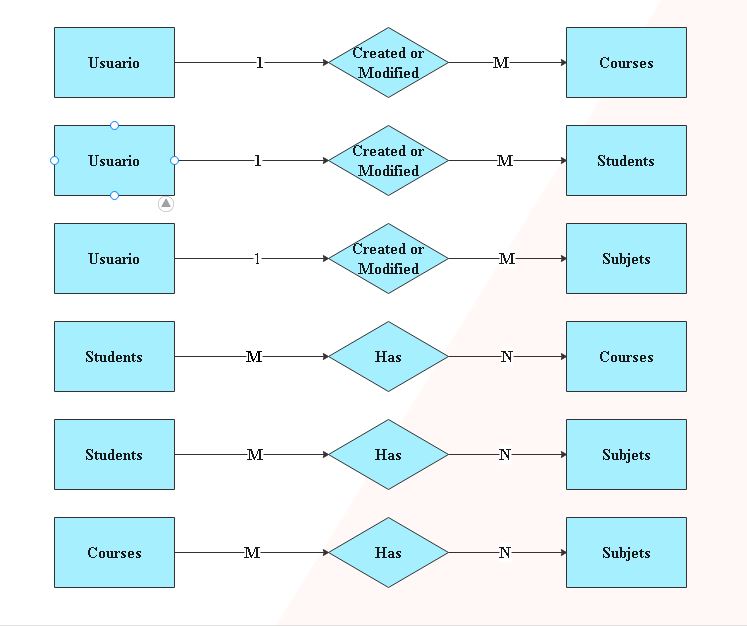 Usuario 1 Created or Modified M Courses
Usuario 1 Created or Modified M Students
Usuario 1 Created or Modified M Subjets
Students M Has N Courses
Students M Has N Subjets
Courses M Has N Subjets